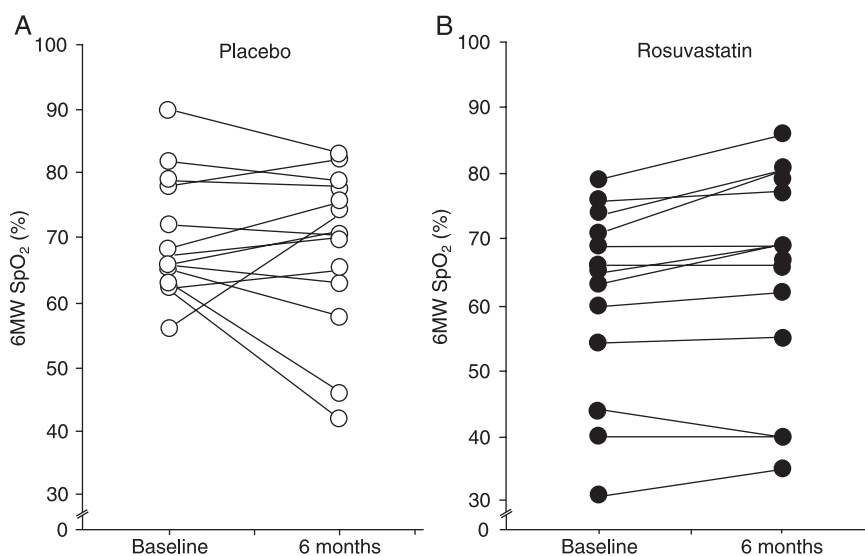 A
Placebo
100
90
80
70
60
50
40
30
0
6MW SpO₂ (%)
Baseline
6 months
B
Rosuvastatin
100
90
80
70
60
50
40
30
0
6MW SpO₂ (%)
Baseline
6 months